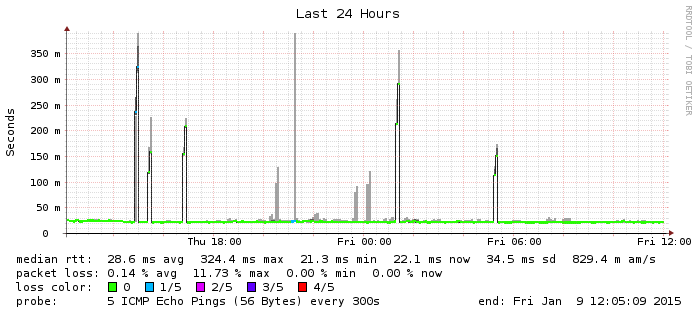 Last 24 Hours
RRDTOOL / TOBI OETIKER
Seconds
350 m
300 m
250 m
200 m
150 m
100 m
50 m
0
Thu 18:00 Fri 00:00 Fri 06:00 Fri 12:00
median rtt: 28.6 ms avg 324.4 ms max 21.3 ms min 22.1 ms now 34.5 ms sd 829.4 m am/s
packet loss: 0.14 % avg 11.73 % max 0.00 % min 0.00 % now
loss color: 0 1/5 2/5 3/5 4/5
probe: 5 ICMP Echo Pings (56 Bytes) every 300s end: Fri Jan 9 12:05:09 2015